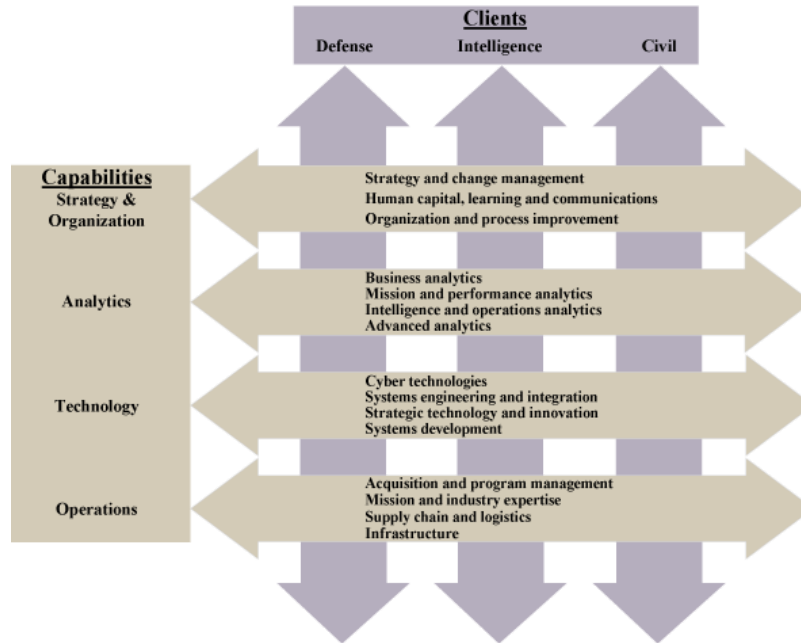 Clients
Defense Intelligence Civil
Capabilities
Strategy &
Organization
Strategy and change management
Human capital, learning and communications
Organization and process improvement
Analytics
Business analytics
Mission and performance analytics
Intelligence and operations analytics
Advanced analytics
Technology
Cyber technologies
Systems engineering and integration
Strategic technology and innovation
Systems development
Operations
Acquisition and program management
Mission and industry expertise
Supply chain and logistics
Infrastructure